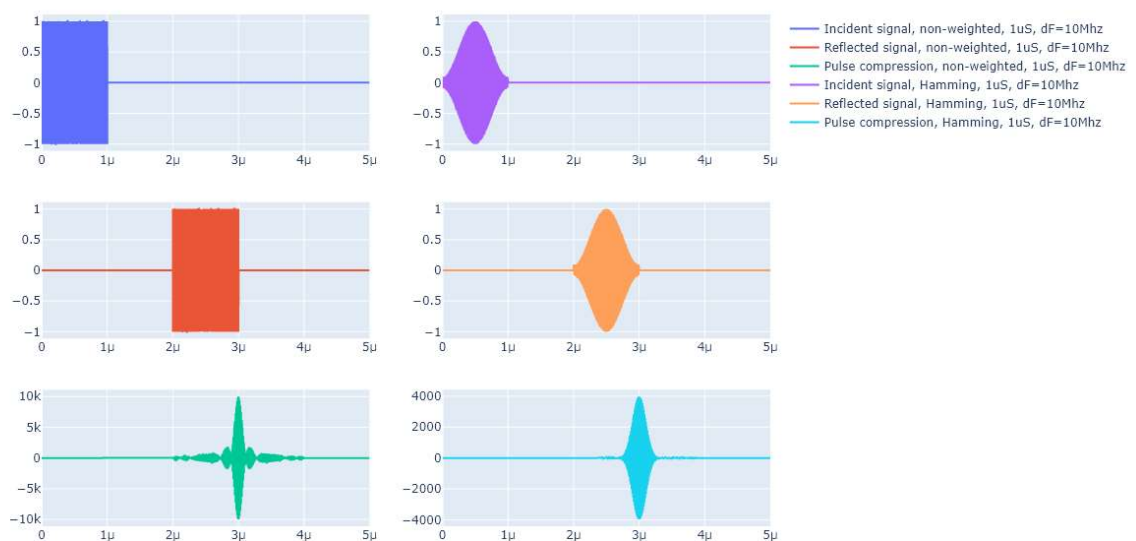 1
0.5
0
−0.5
−1
0 1μ 2μ 3μ 4μ 5μ
1
0.5
0
−0.5
−1
0 1μ 2μ 3μ 4μ 5μ
Incident signal, non-weighted, 1uS, dF=10Mhz
Reflected signal, non-weighted, 1uS, dF=10Mhz
Pulse compression, non-weighted, 1uS, dF=10Mhz
Incident signal, Hamming, 1uS, dF=10Mhz
Reflected signal, Hamming, 1uS, dF=10Mhz
Pulse compression, Hamming, 1uS, dF=10Mhz
1
0.5
0
−0.5
−1
0 1μ 2μ 3μ 4μ 5μ
1
0.5
0
−0.5
−1
0 1μ 2μ 3μ 4μ 5μ
10k
5k
0
−5k
−10k
0 1μ 2μ 3μ 4μ 5μ
4000
2000
0
−2000
−4000
0 1μ 2μ 3μ 4μ 5μ